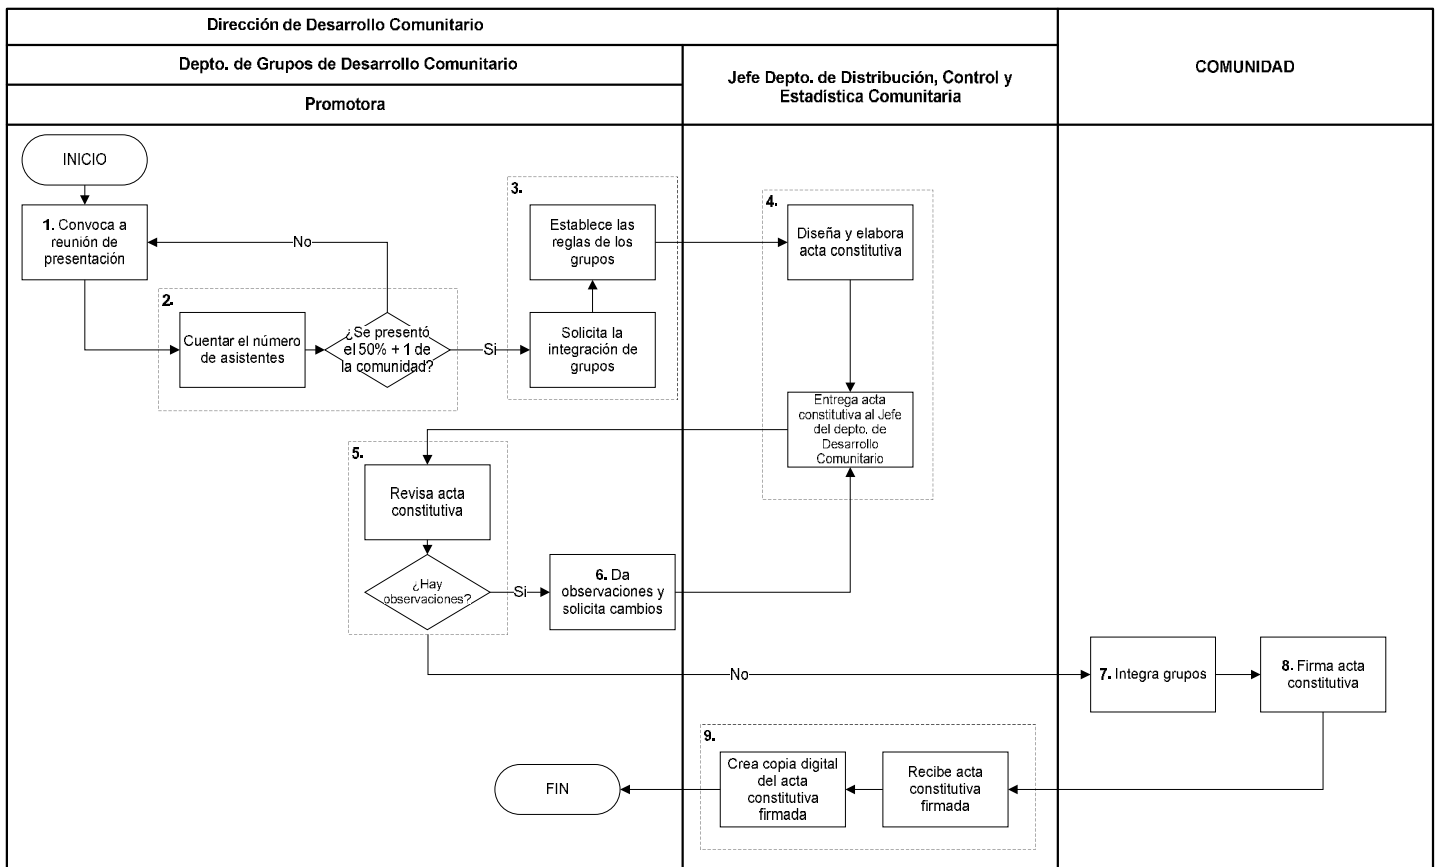 Dirección de Desarrollo Comunitario
Depto. de Grupos de Desarrollo Comunitario
Promotora
Jefe Depto. de Distribución, Control y
Estadística Comunitaria
COMUNIDAD
INICIO
1. Convoca a
reunión de
presentación
No
2.
Cuentar el número
de asistentes
¿Se presentó
el 50% + 1 de
la comunidad?
Si
3.
Establece las
reglas de los
grupos
Solicita la
integración de
grupos
4.
Diseña y elabora
acta constitutiva
Entrega acta
constitutiva al Jefe
del depto. de
Desarrollo
Comunitario
5.
Revisa acta
constitutiva
¿Hay
observaciones?
Si
6. Da
observaciones y
solicita cambios
No
7. Integra grupos
8. Firma acta
constitutiva
9.
Crea copia digital
del acta
constitutiva
firmada
Recibe acta
constitutiva
firmada
FIN